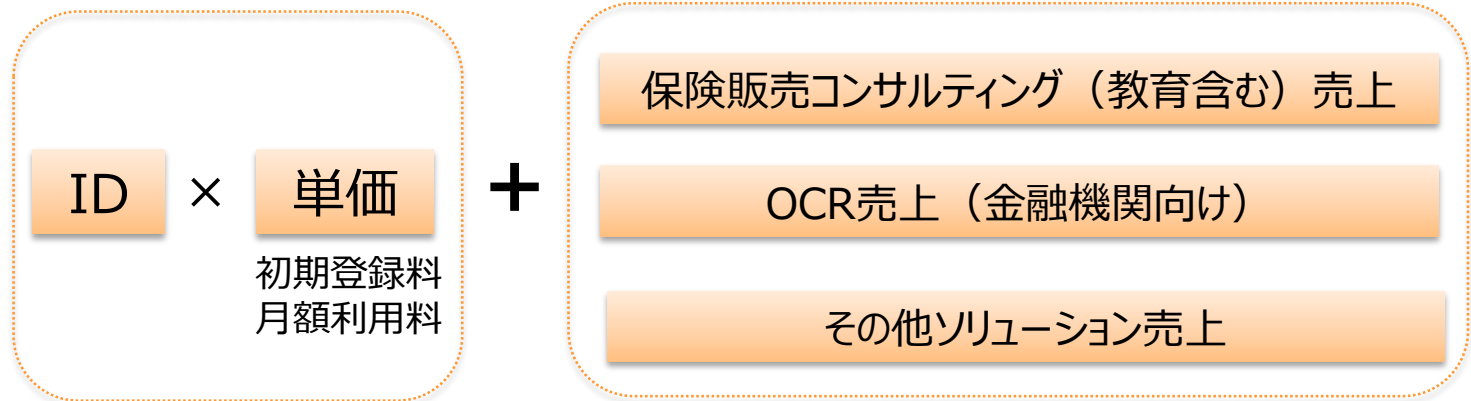 ID × 単価
初期登録料
月額利用料
+
保険販売コンサルティング（教育含む）売上
OCR売上（金融機関向け）
その他ソリューション売上